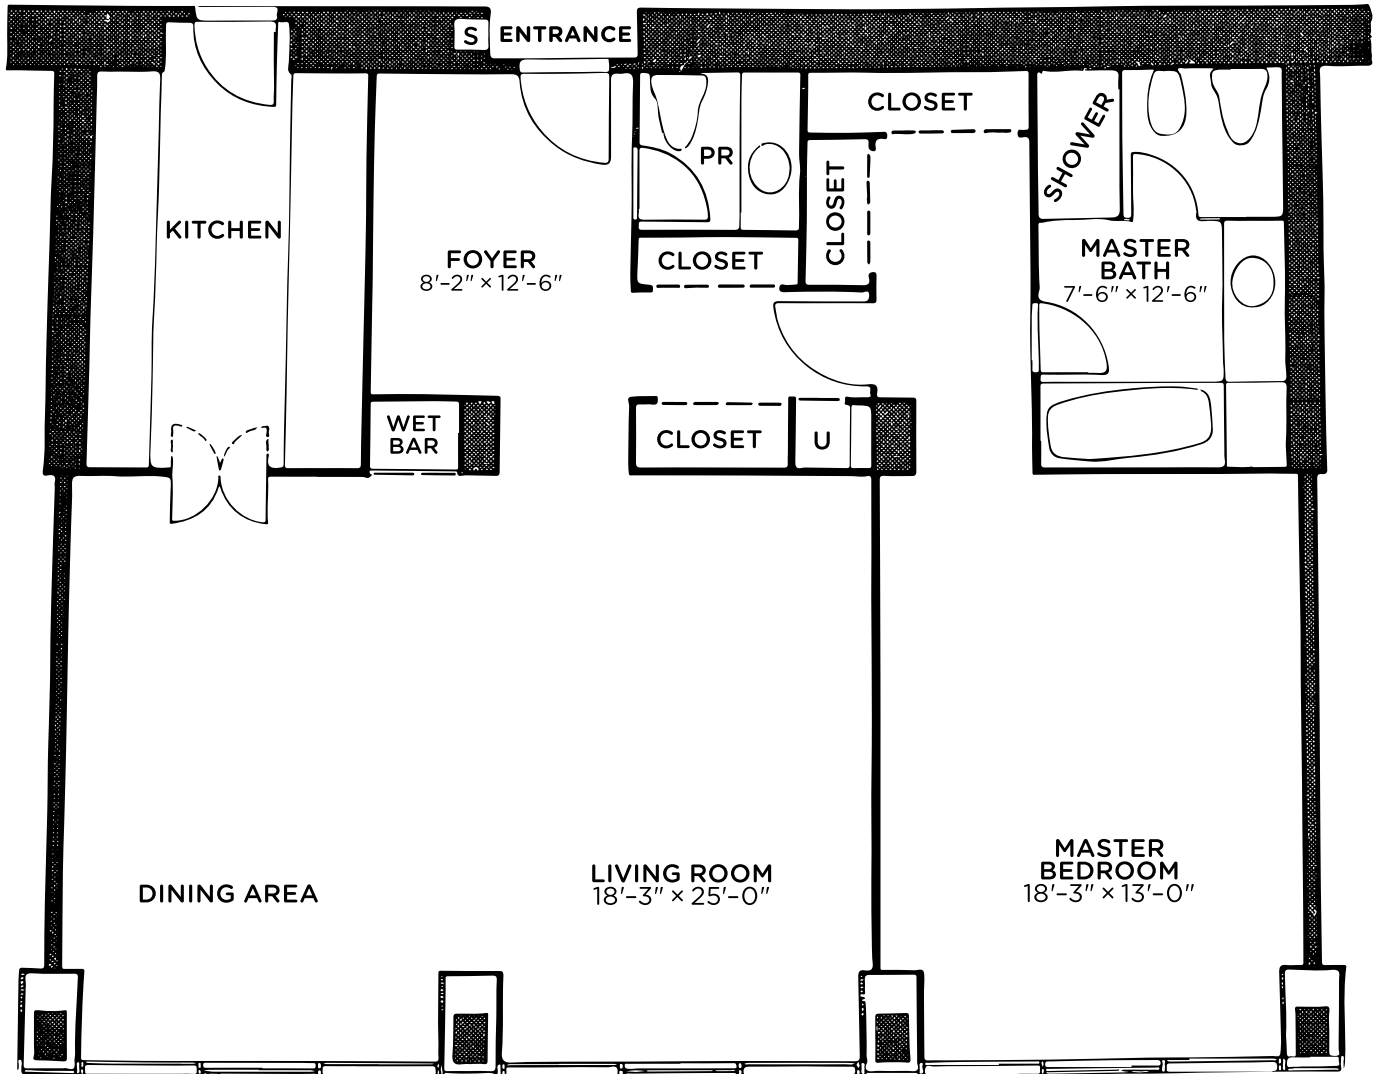 S
ENTRANCE
CLOSET
SHOWER
PR
CLOSET
KITCHEN
FOYER
8'-2" × 12'-6"
CLOSET
MASTER
BATH
7'-6" × 12'-6"
WET
BAR
CLOSET
U
DINING AREA
LIVING ROOM
18'-3" × 25'-0"
MASTER
BEDROOM
18'-3" × 13'-0"